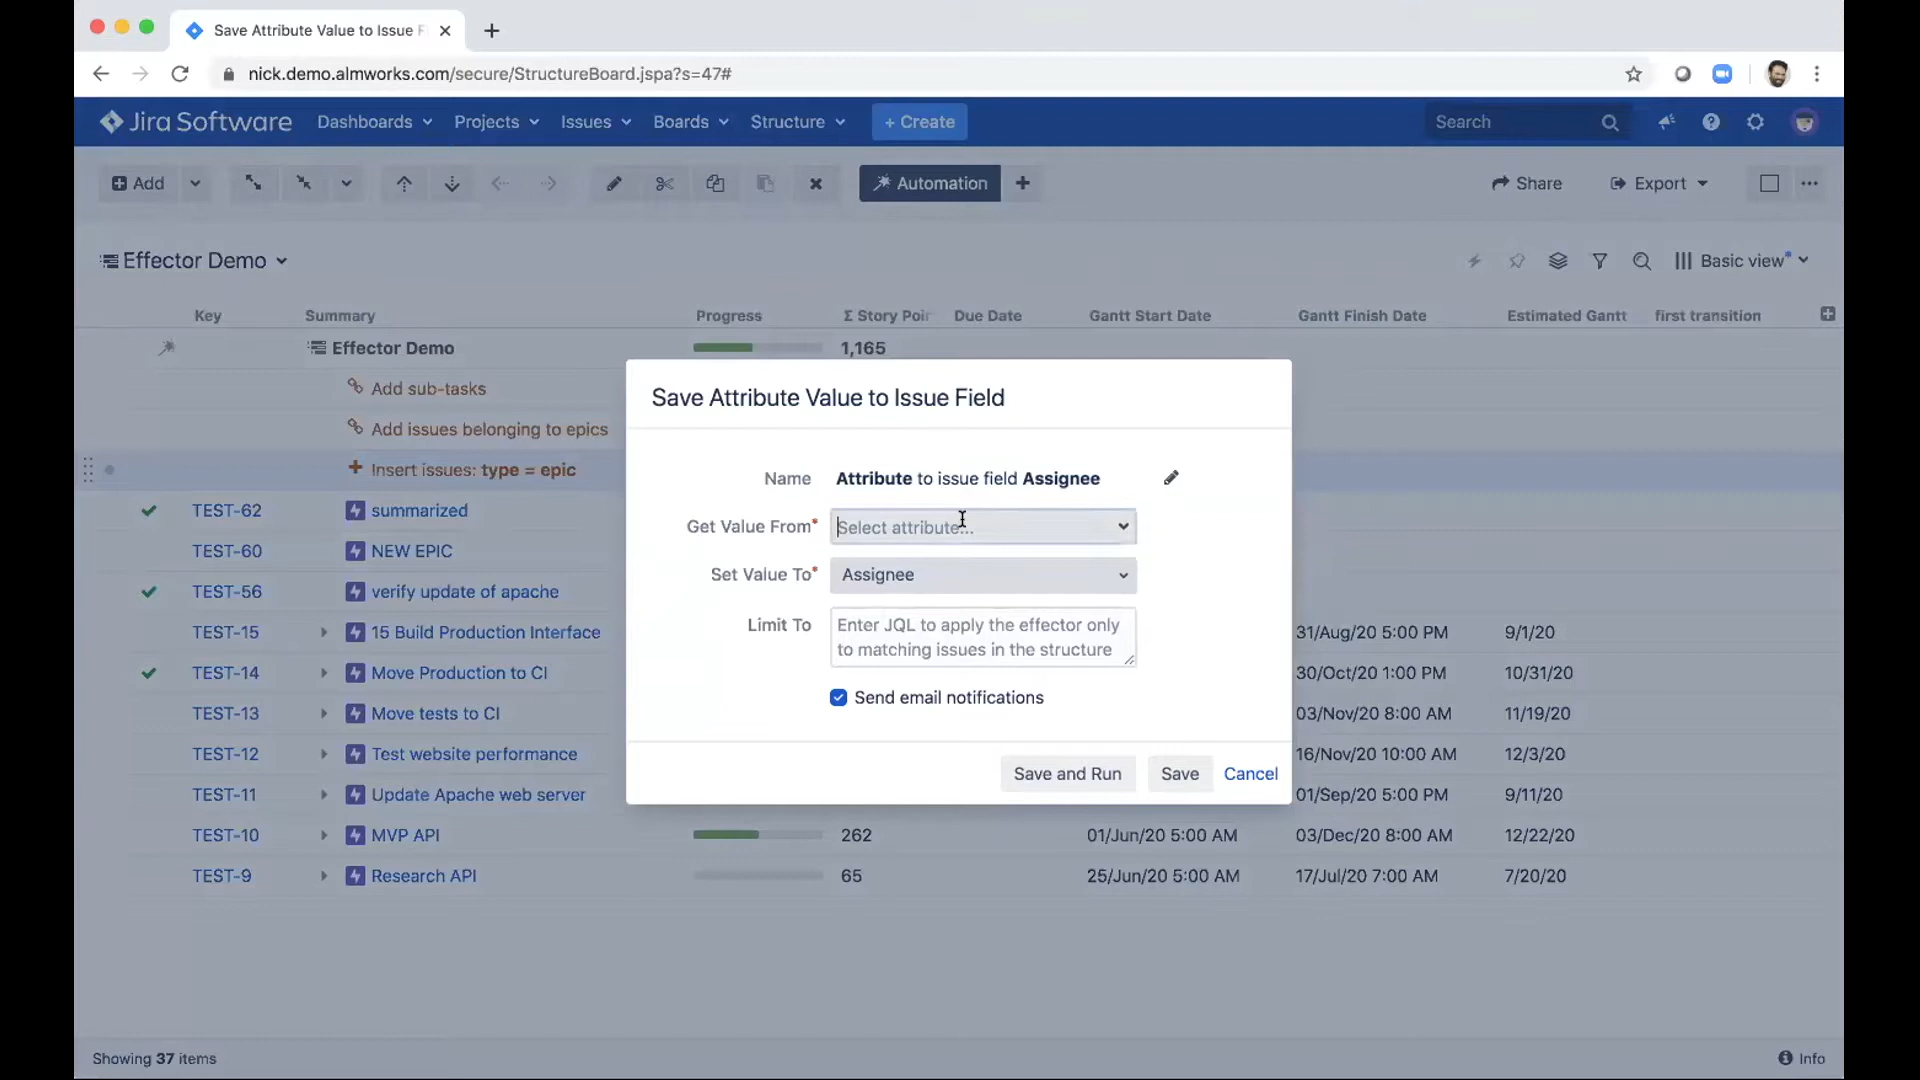 Save Attribute Value to Issue F
nick.demo.almworks.com/secure/StructureBoard.jspa?s=47#
Jira Software Dashboards Projects Issues Boards Structure + Create Search
Add Automation Share Export
Effector Demo Basic view*
Key Summary Progress Σ Story Poin Due Date Gantt Start Date Gantt Finish Date Estimated Gantt first transition
Effector Demo 1,165
Add sub-tasks
Add issues belonging to epics
Insert issues: type = epic
TEST-62 summarized
TEST-60 NEW EPIC
TEST-56 verify update of apache
TEST-15 15 Build Production Interface 31/Aug/20 5:00 PM 9/1/20
TEST-14 Move Production to CI 30/Oct/20 1:00 PM 10/31/20
TEST-13 Move tests to CI 03/Nov/20 8:00 AM 11/19/20
TEST-12 Test website performance 16/Nov/20 10:00 AM 12/3/20
TEST-11 Update Apache web server 01/Sep/20 5:00 PM 9/11/20
TEST-10 MVP API 262 01/Jun/20 5:00 AM 03/Dec/20 8:00 AM 12/22/20
TEST-9 Research API 65 25/Jun/20 5:00 AM 17/Jul/20 7:00 AM 7/20/20
Save Attribute Value to Issue Field
Name Attribute to issue field Assignee
Get Value From* Select attribute...
Set Value To* Assignee
Limit To Enter JQL to apply the effector only
to matching issues in the structure
Send email notifications
Save and Run Save Cancel
Showing 37 items Info